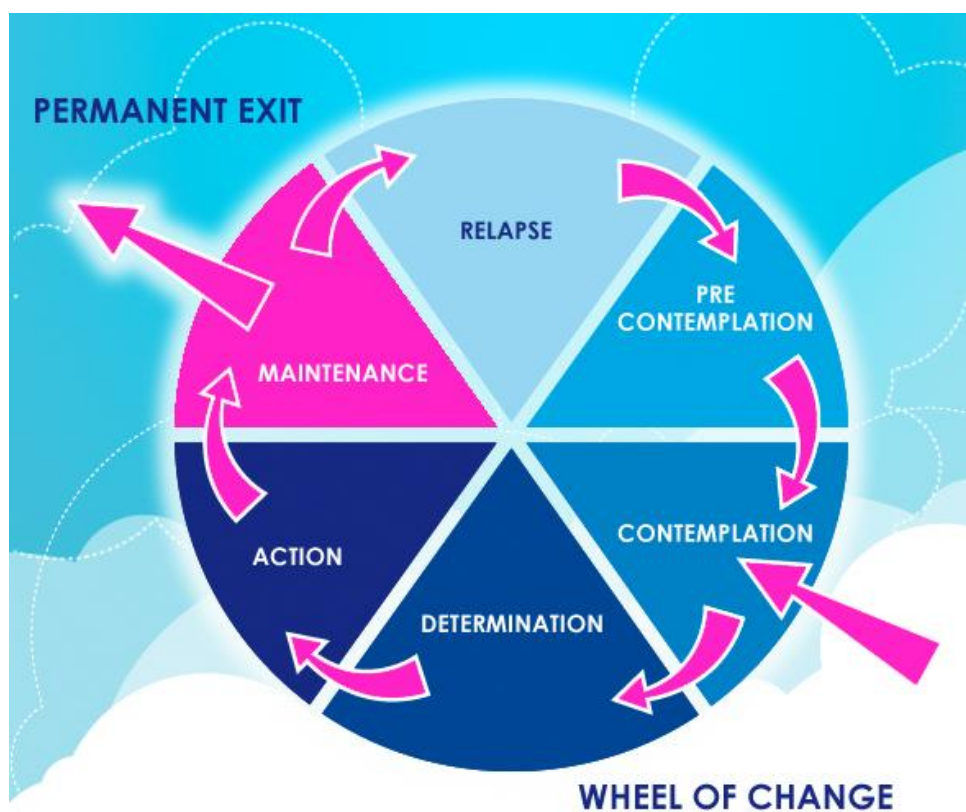 PERMANENT EXIT
RELAPSE
PRE
CONTEMPLATION
MAINTENANCE
CONTEMPLATION
ACTION
DETERMINATION
WHEEL OF CHANGE